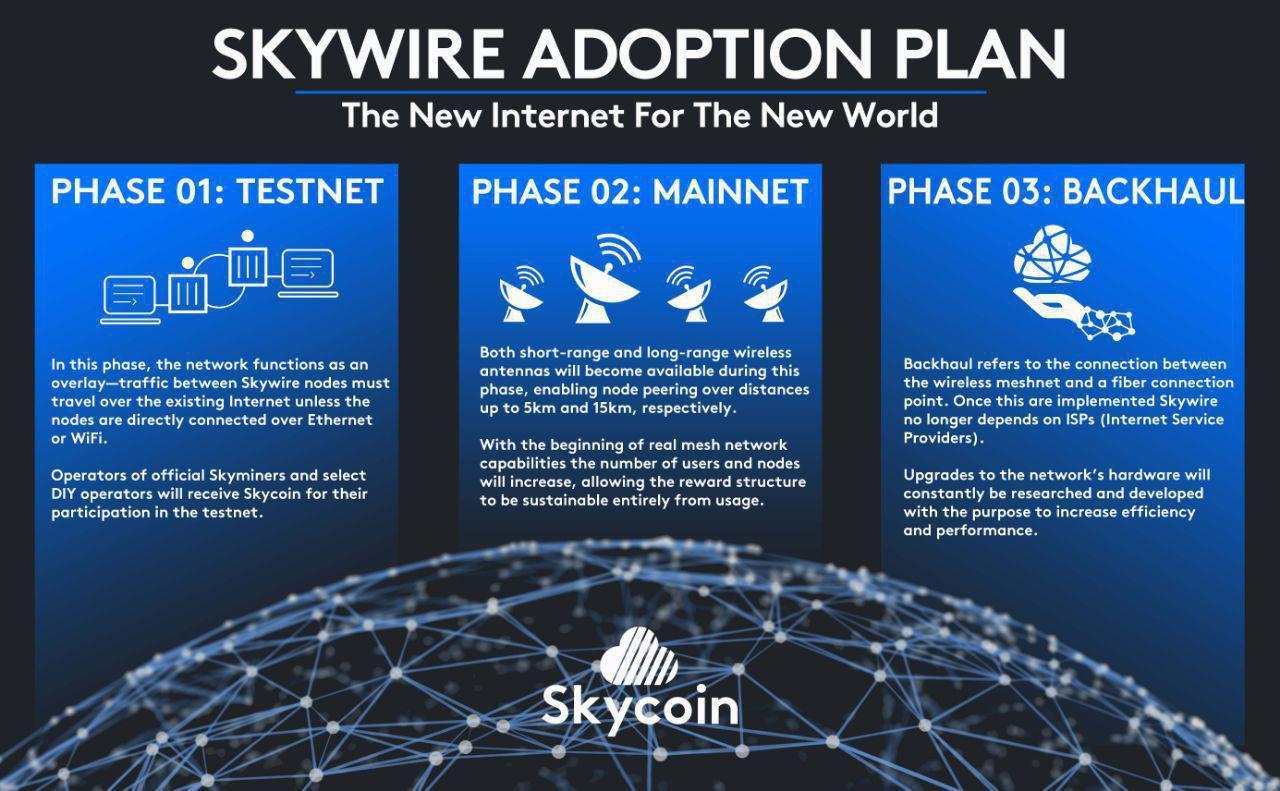 SKYWIRE ADOPTION PLAN
The New Internet For The New World
PHASE 01: TESTNET
In this phase, the network functions as an
overlay—traffic between Skywire nodes must
travel over the existing Internet unless the
nodes are directly connected over Ethernet
or WiFi.
Operators of official Skyminers and select
DIY operators will receive Skycoin for their
participation in the testnet.
PHASE 02: MAINNET
Both short-range and long-range wireless
antennas will become available during this
phase, enabling node peering over distances
up to 5km and 15km, respectively.
With the beginning of real mesh network
capabilities the number of users and nodes
will increase, allowing the reward structure
to be sustainable entirely from usage.
PHASE 03: BACKHAUL
Backhaul refers to the connection between
the wireless meshnet and a fiber connection
point. Once this are implemented Skywire
no longer depends on ISPs (Internet Service
Providers).
Upgrades to the network's hardware will
constantly be researched and developed
with the purpose to increase efficiency
and performance.
Skycoin